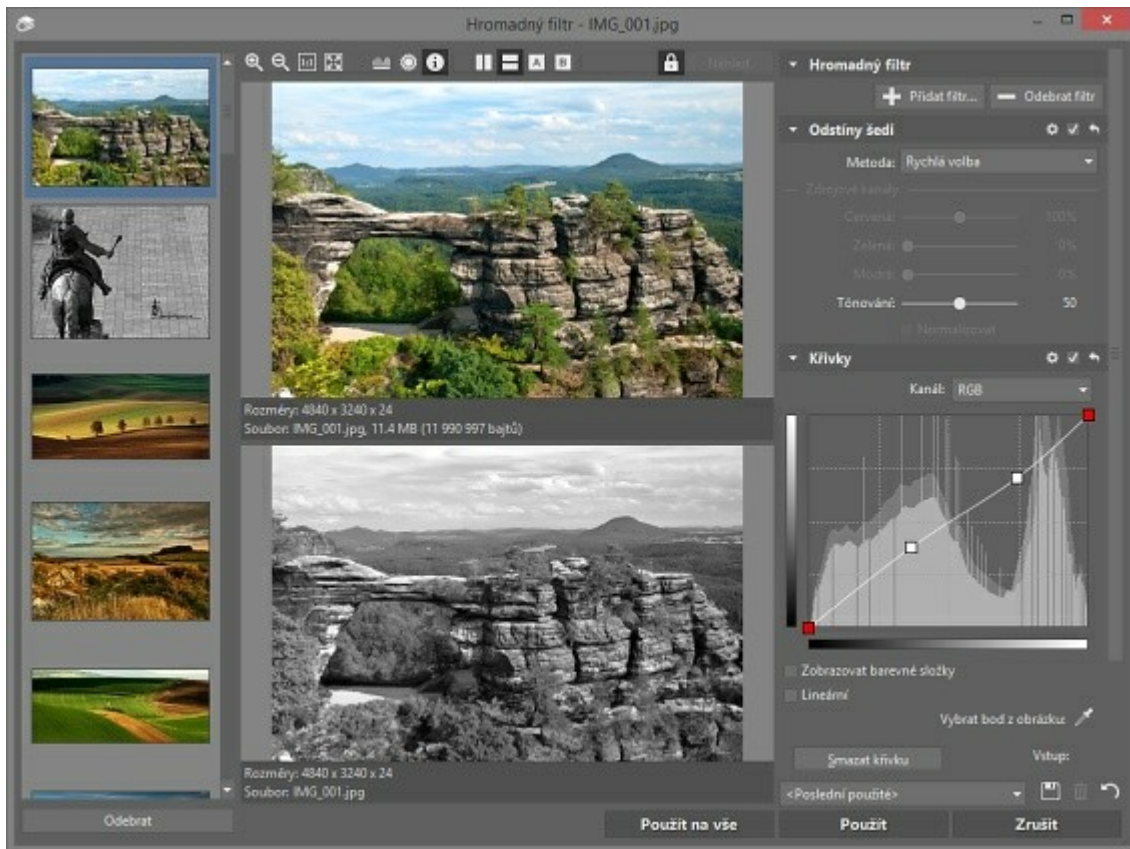 Hromadný filtr - IMG_001.jpg
1:1
A B
Náhled
Hromadný filtr
Přidat filtr...
Odebrat filtr
Odstíny šedi
Metoda: Rychlá volba
Zdrojové kanály
Červená: 100%
Zelená: 0%
Modrá: 0%
Tónování: 50
Normalizovat
Křivky
Kanál: RGB
Rozměry: 4840 x 3240 x 24
Soubor: IMG_001.jpg, 11.4 MB (11 990 997 bajtů)
Zobrazovat barevné složky
Lineární
Vybrat bod z obrázku:
Smazat křivku
Vstup:
Rozměry: 4840 x 3240 x 24
Soubor: IMG_001.jpg
<Poslední použité>
Odebrat
Použít na vše
Použít
Zrušit